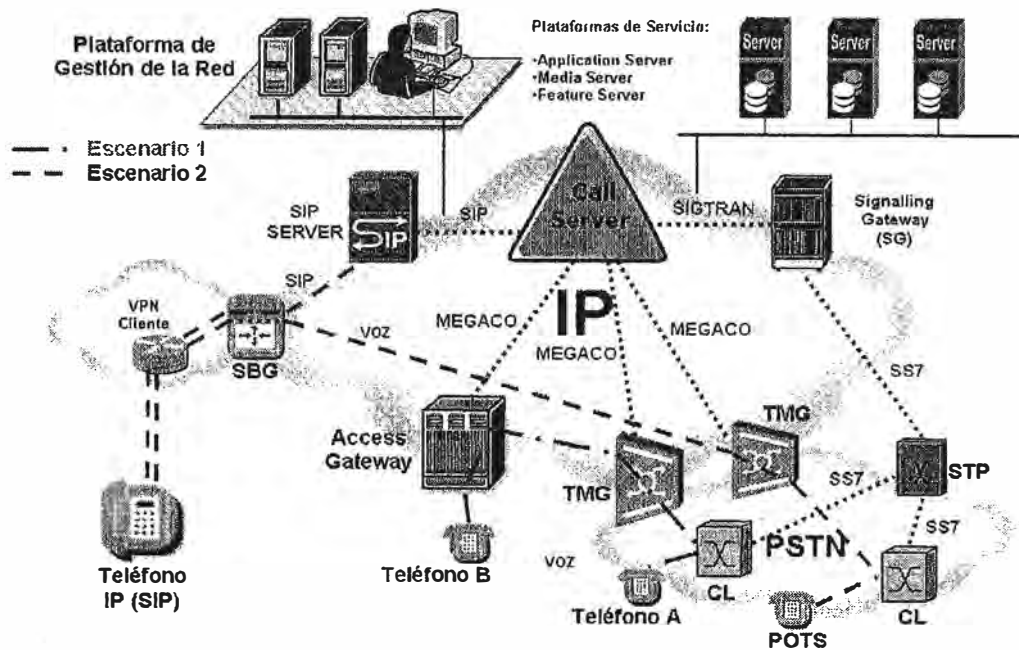 Plataforma de
Gestión de la Red
Plataformas de Servicio:
•Application Server
•Media Server
•Feature Server
Server
Server
Server
Escenario 1
Escenario 2
SIP
SERVER
SIP
SIP
Call
Server
SIGTRAN
Signalling
Gateway
(SG)
SIP
VPN
Cliente
SBG
VOZ
MEGACO
IP
MEGACO
MEGACO
SS7
Access
Gateway
TMG
TMG
STP
SS7
SS7
PSTN
VOZ
CL
CL
Teléfono
IP (SIP)
Teléfono B
Teléfono A
POTS